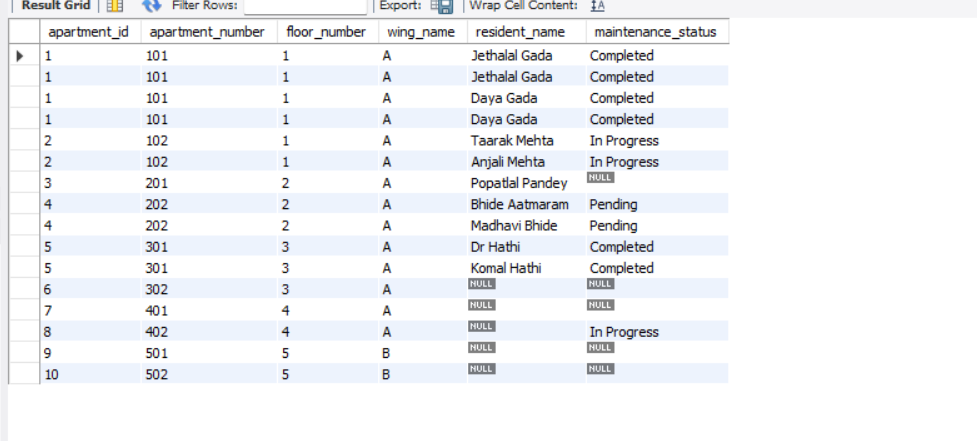 Result Grid Filter Rows: Export: Wrap Cell Content: IA
apartment_id apartment_number floor_number wing_name resident_name maintenance_status
1 101 1 A Jethalal Gada Completed
1 101 1 A Jethalal Gada Completed
1 101 1 A Daya Gada Completed
1 101 1 A Daya Gada Completed
2 102 1 A Taarak Mehta In Progress
2 102 1 A Anjali Mehta In Progress
3 201 2 A Popatlal Pandey NULL
4 202 2 A Bhide Aatmaram Pending
4 202 2 A Madhavi Bhide Pending
5 301 3 A Dr Hathi Completed
5 301 3 A Komal Hathi Completed
6 302 3 A NULL NULL
7 401 4 A NULL NULL
8 402 4 A NULL In Progress
9 501 5 B NULL NULL
10 502 5 B NULL NULL